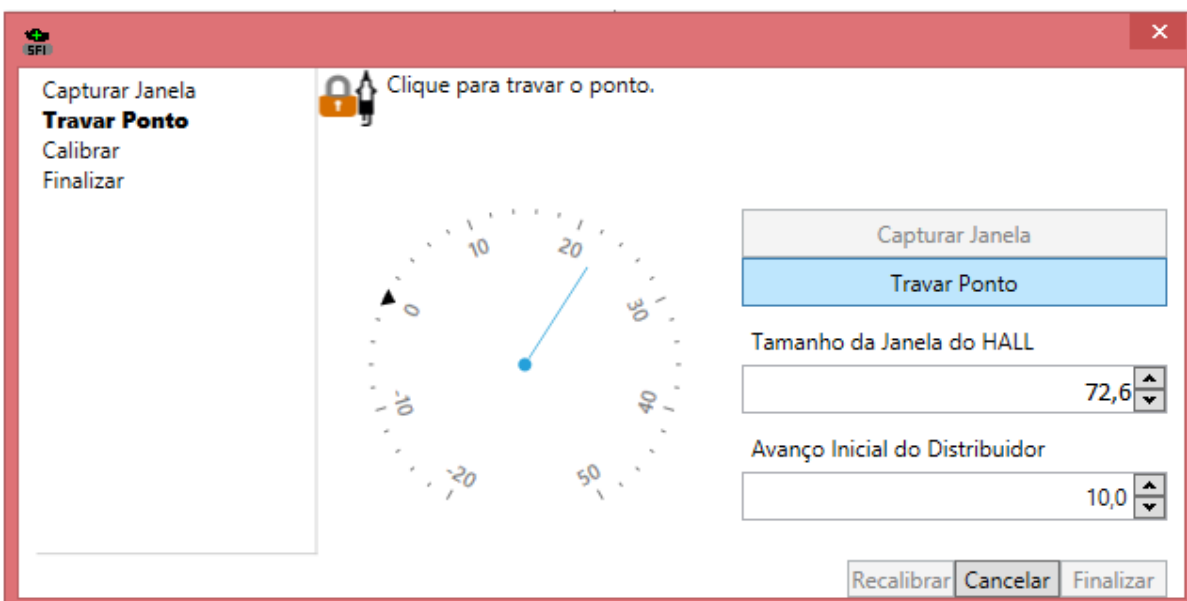 SFI
Capturar Janela
Travar Ponto
Calibrar
Finalizar
Clique para travar o ponto.
-20
-10
0
10
20
30
40
50
Capturar Janela
Travar Ponto
Tamanho da Janela do HALL
72,6
Avanço Inicial do Distribuidor
10,0
Recalibrar Cancelar Finalizar